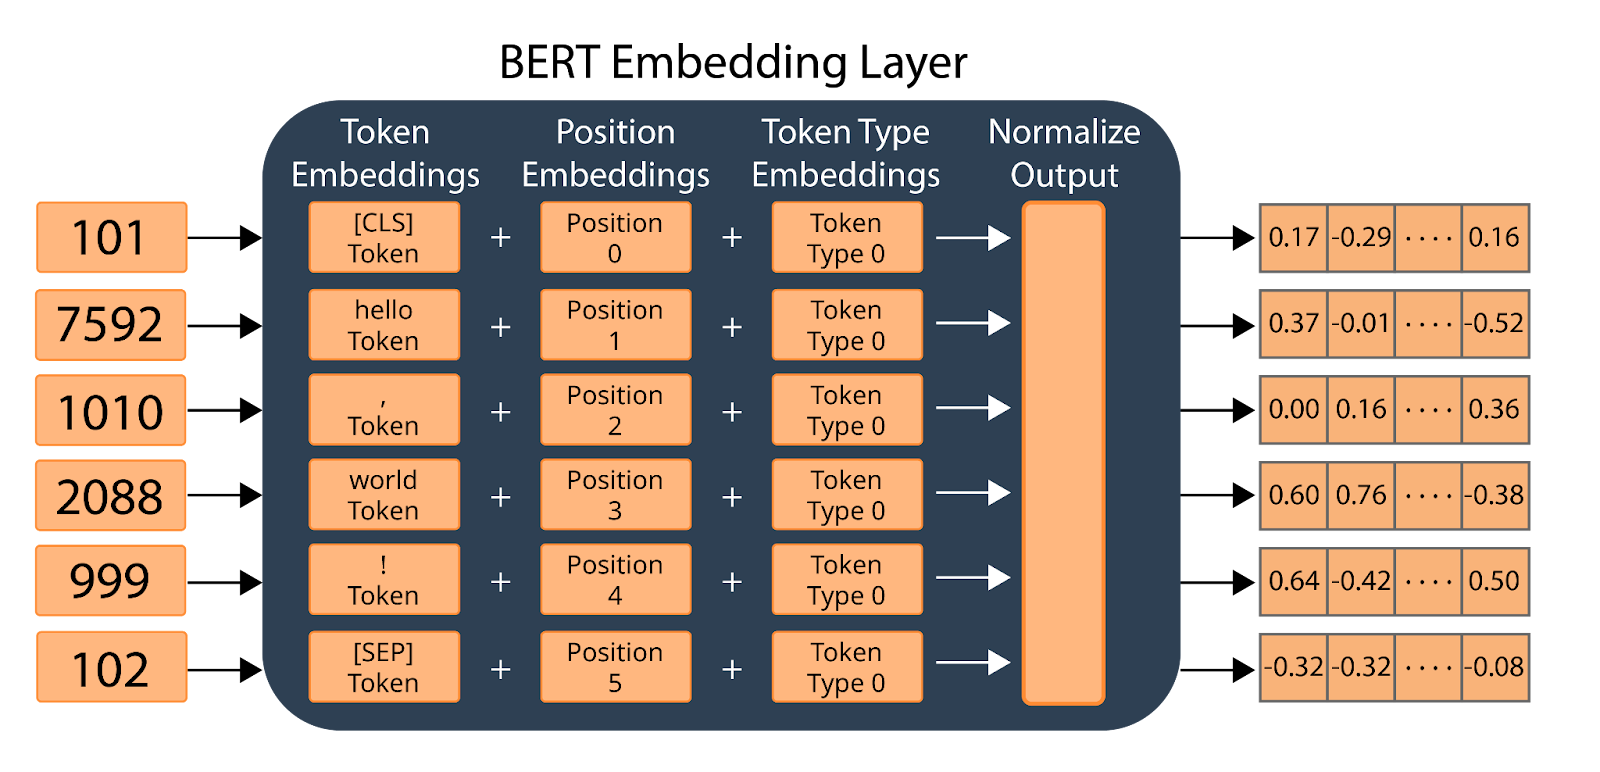 BERT Embedding Layer
Token
Embeddings
Position
Embeddings
Token Type
Embeddings
Normalize
Output
101
[CLS]
Token
+
Position
0
+
Token
Type 0
0.17 -0.29 .... 0.16
7592
hello
Token
+
Position
1
+
Token
Type 0
0.37 -0.01 .... -0.52
1010
,
Token
+
Position
2
+
Token
Type 0
0.00 0.16 .... 0.36
2088
world
Token
+
Position
3
+
Token
Type 0
0.60 0.76 .... -0.38
999
!
Token
+
Position
4
+
Token
Type 0
0.64 -0.42 .... 0.50
102
[SEP]
Token
+
Position
5
+
Token
Type 0
-0.32 -0.32 .... -0.08